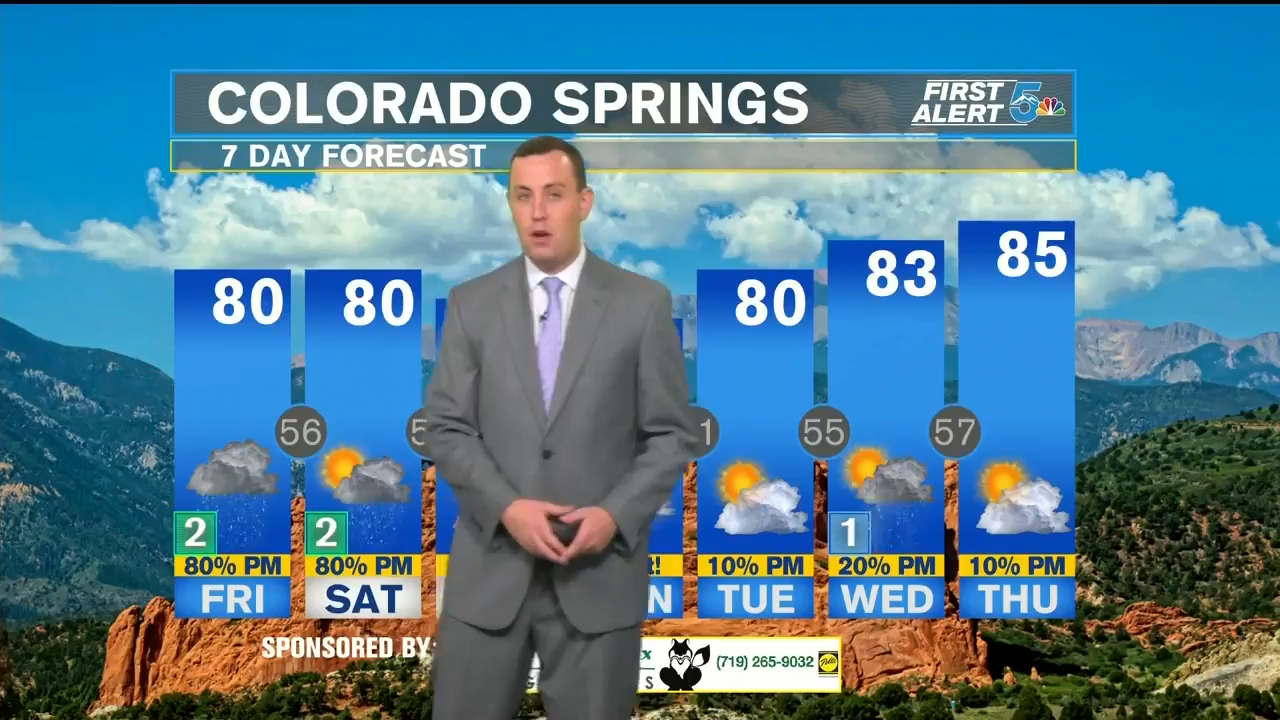 COLORADO SPRINGS
FIRST
ALERT 5
7 DAY FORECAST
80 80 80 83 85
56 55 57
2 2 1
80% PM 80% PM 10% PM 20% PM 10% PM
FRI SAT TUE WED THU
SPONSORED BY:
(719) 265-9032